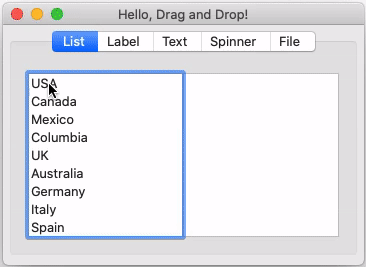 Hello, Drag and Drop!
List Label Text Spinner File
USA
Canada
Mexico
Columbia
UK
Australia
Germany
Italy
Spain